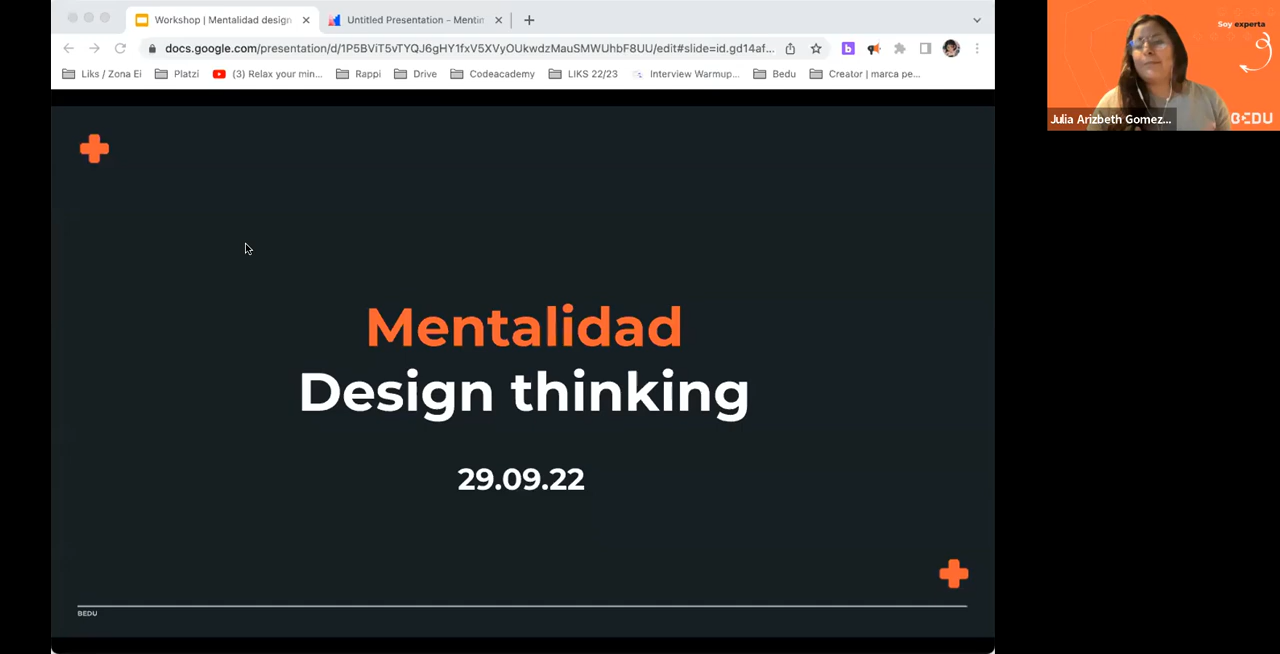 Workshop | Mentalidad design
Untitled Presentation - Mentim
docs.google.com/presentation/d/1P5BViT5vTYQJ6gHY1fxV5XVyOUkwdzMauSMWUhbF8UU/edit#slide=id.gd14af...
Liks / Zona Ei
Platzi
(3) Relax your min...
Rappi
Drive
Codeacademy
LIKS 22/23
Interview Warmup...
Bedu
Creator | marca pe...
Soy experta
Julia Arizbeth Gomez...
BEDU
Mentalidad
Design thinking
29.09.22
BEDU